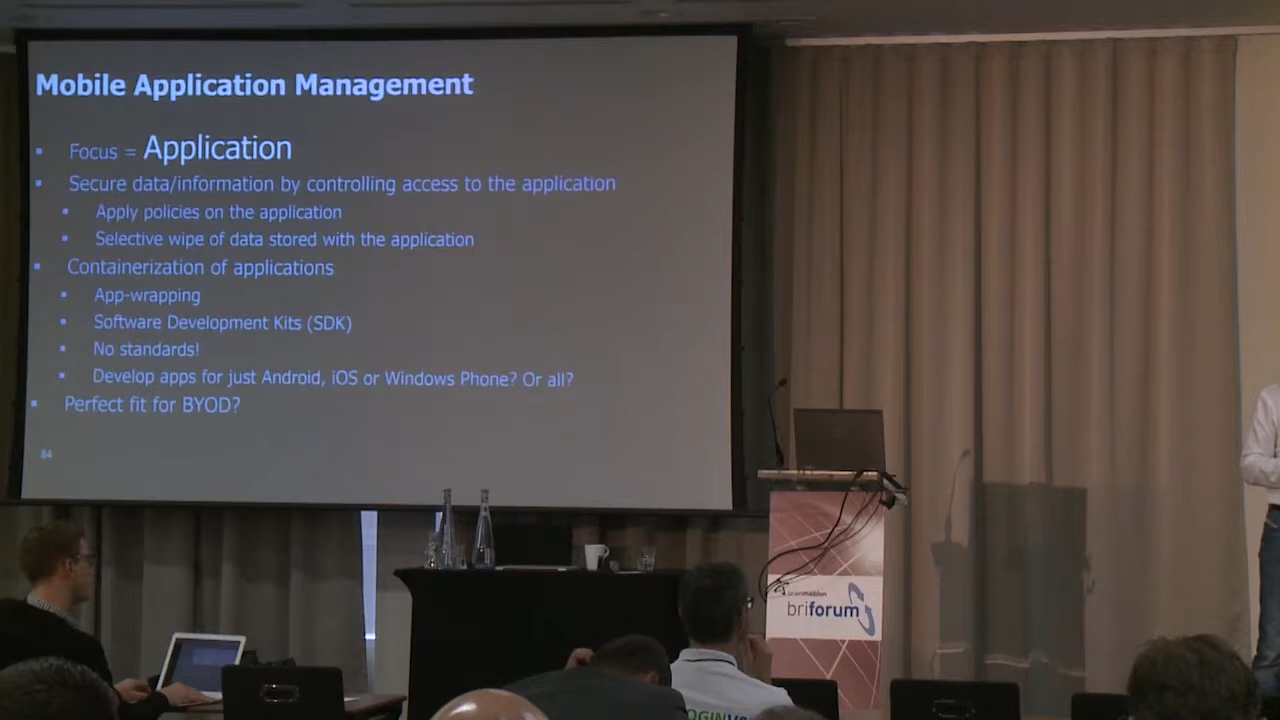 Mobile Application Management
Focus = Application
Secure data/information by controlling access to the application
Apply policies on the application
Selective wipe of data stored with the application
Containerization of applications
App-wrapping
Software Development Kits (SDK)
No standards!
Develop apps for just Android, iOS or Windows Phone? Or all?
Perfect fit for BYOD?
84
brianmadden
briforum